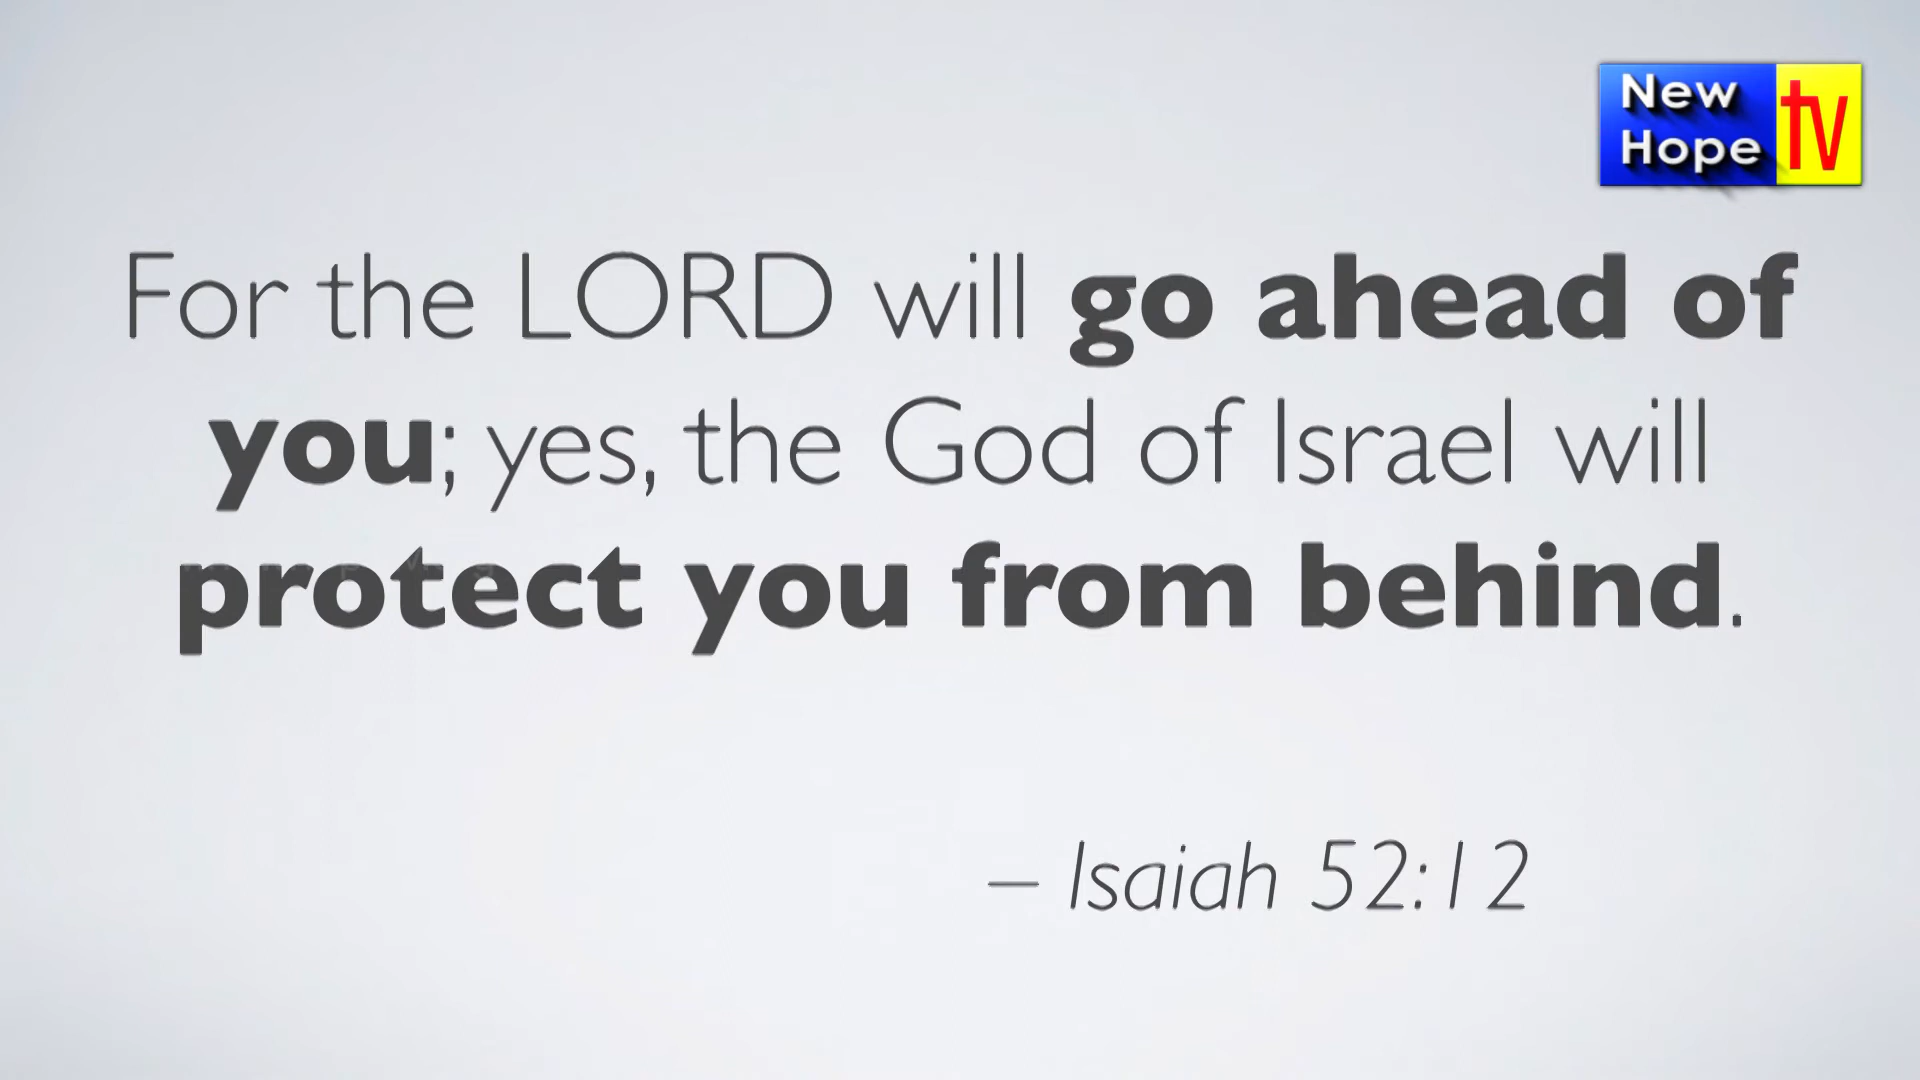 New
Hope
tv
For the LORD will go ahead of
you; yes, the God of Israel will
protect you from behind.
– Isaiah 52:12